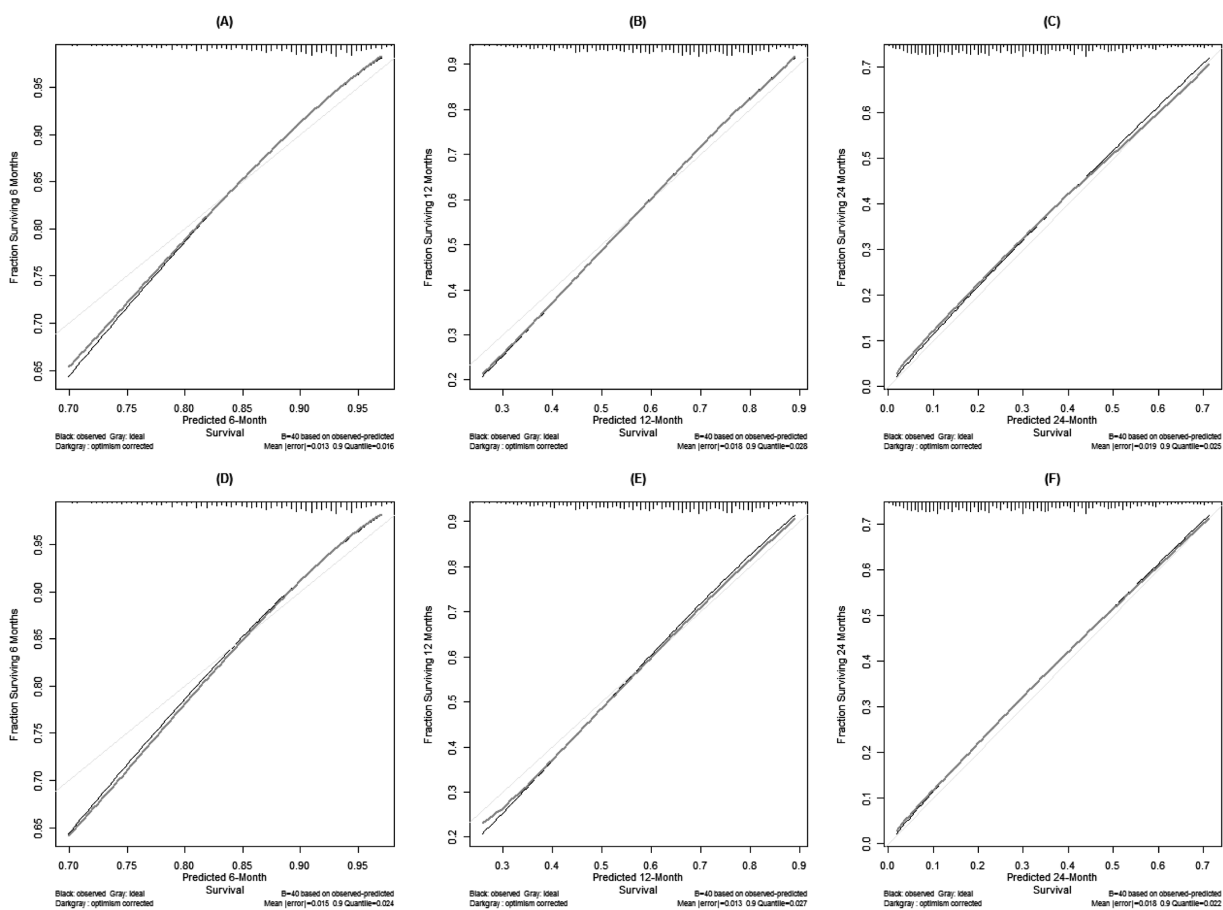 (A)
Fraction Surviving 6 Months
0.65 0.70 0.75 0.80 0.85 0.90 0.95
0.70 0.75 0.80 0.85 0.90 0.95
Predicted 6-Month
Survival
Black: observed Gray: ideal
Darkgray : optimism corrected
B=40 based on observed-predicted
Mean |error|=0.013 0.9 Quantile=0.016
(B)
Fraction Surviving 12 Months
0.2 0.3 0.4 0.5 0.6 0.7 0.8 0.9
0.3 0.4 0.5 0.6 0.7 0.8 0.9
Predicted 12-Month
Survival
Black: observed Gray: ideal
Darkgray : optimism corrected
B=40 based on observed-predicted
Mean |error|=0.018 0.9 Quantile=0.028
(C)
Fraction Surviving 24 Months
0.0 0.1 0.2 0.3 0.4 0.5 0.6 0.7
0.0 0.1 0.2 0.3 0.4 0.5 0.6 0.7
Predicted 24-Month
Survival
Black: observed Gray: ideal
Darkgray : optimism corrected
B=40 based on observed-predicted
Mean |error|=0.019 0.9 Quantile=0.025
(D)
Fraction Surviving 6 Months
0.65 0.70 0.75 0.80 0.85 0.90 0.95
0.70 0.75 0.80 0.85 0.90 0.95
Predicted 6-Month
Survival
Black: observed Gray: ideal
Darkgray : optimism corrected
B=40 based on observed-predicted
Mean |error|=0.015 0.9 Quantile=0.024
(E)
Fraction Surviving 12 Months
0.2 0.3 0.4 0.5 0.6 0.7 0.8 0.9
0.3 0.4 0.5 0.6 0.7 0.8 0.9
Predicted 12-Month
Survival
Black: observed Gray: ideal
Darkgray : optimism corrected
B=40 based on observed-predicted
Mean |error|=0.013 0.9 Quantile=0.027
(F)
Fraction Surviving 24 Months
0.0 0.1 0.2 0.3 0.4 0.5 0.6 0.7
0.0 0.1 0.2 0.3 0.4 0.5 0.6 0.7
Predicted 24-Month
Survival
Black: observed Gray: ideal
Darkgray : optimism corrected
B=40 based on observed-predicted
Mean |error|=0.018 0.9 Quantile=0.022